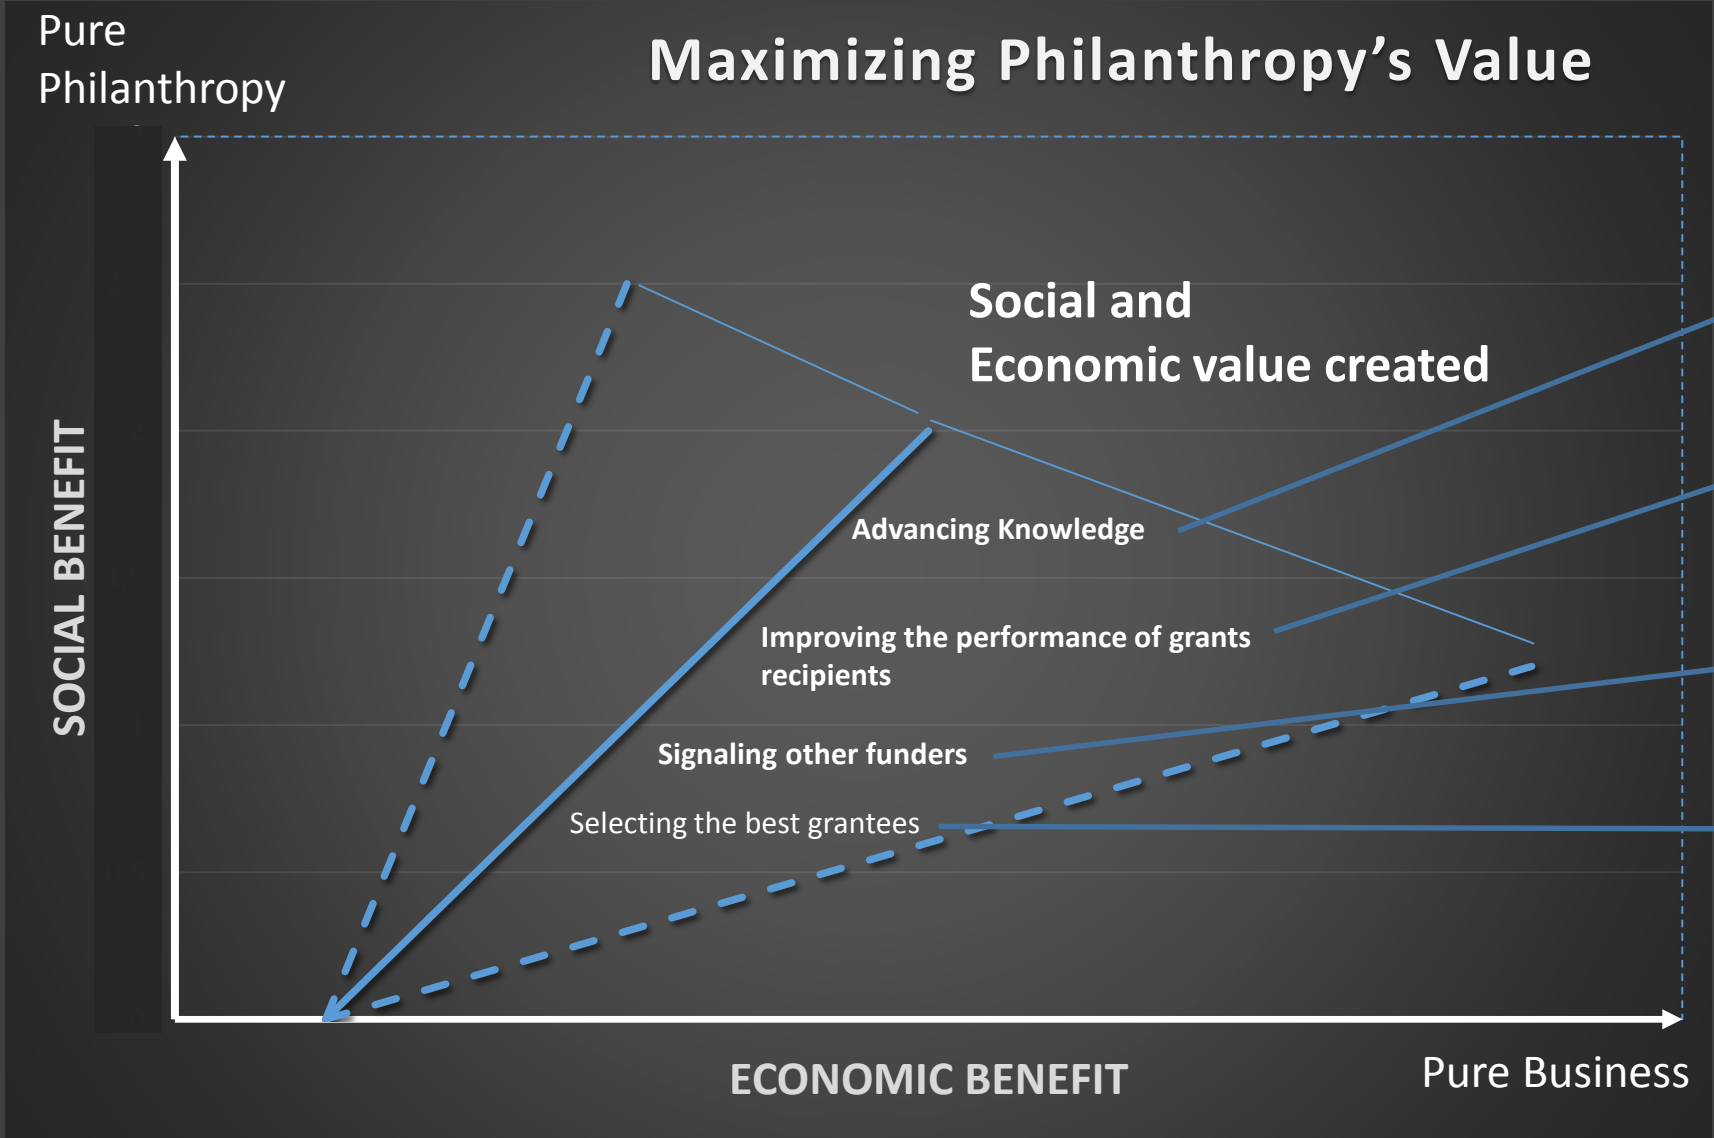 Pure
Philanthropy
Maximizing Philanthropy’s Value
Social and
Economic value created
Advancing Knowledge
Improving the performance of grants
recipients
Signaling other funders
Selecting the best grantees
SOCIAL BENEFIT
ECONOMIC BENEFIT
Pure Business